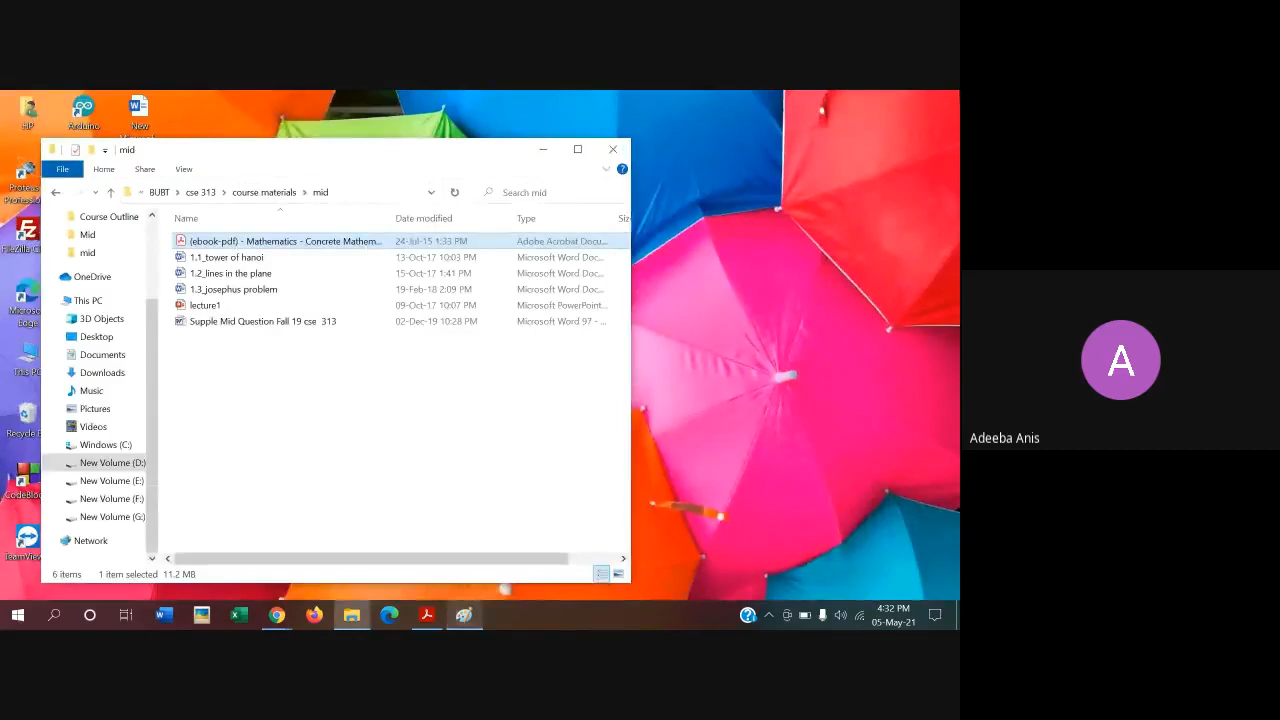 HP
Arduino
New
mid
File Home Share View
BUBT cse 313 course materials mid
Search mid
Name Date modified Type
(ebook-pdf) - Mathematics - Concrete Mathem... 24-Jul-15 1:33 PM Adobe Acrobat Docu...
1.1_tower of hanoi 13-Oct-17 10:03 PM Microsoft Word Doc...
1.2_lines in the plane 15-Oct-17 1:41 PM Microsoft Word Doc...
1.3_josephus problem 19-Feb-18 2:09 PM Microsoft Word Doc...
lecture1 09-Oct-17 10:07 PM Microsoft PowerPoint...
Supple Mid Question Fall 19 cse 313 02-Dec-19 10:28 PM Microsoft Word 97 - ...
Course Outline
Mid
mid
OneDrive
This PC
3D Objects
Desktop
Documents
Downloads
Music
Pictures
Videos
Windows (C:)
New Volume (D:)
New Volume (E:)
New Volume (F:)
New Volume (G:)
Network
6 items 1 item selected 11.2 MB
Edge
This PC
4:32 PM
05-May-21
A
Adeeba Anis